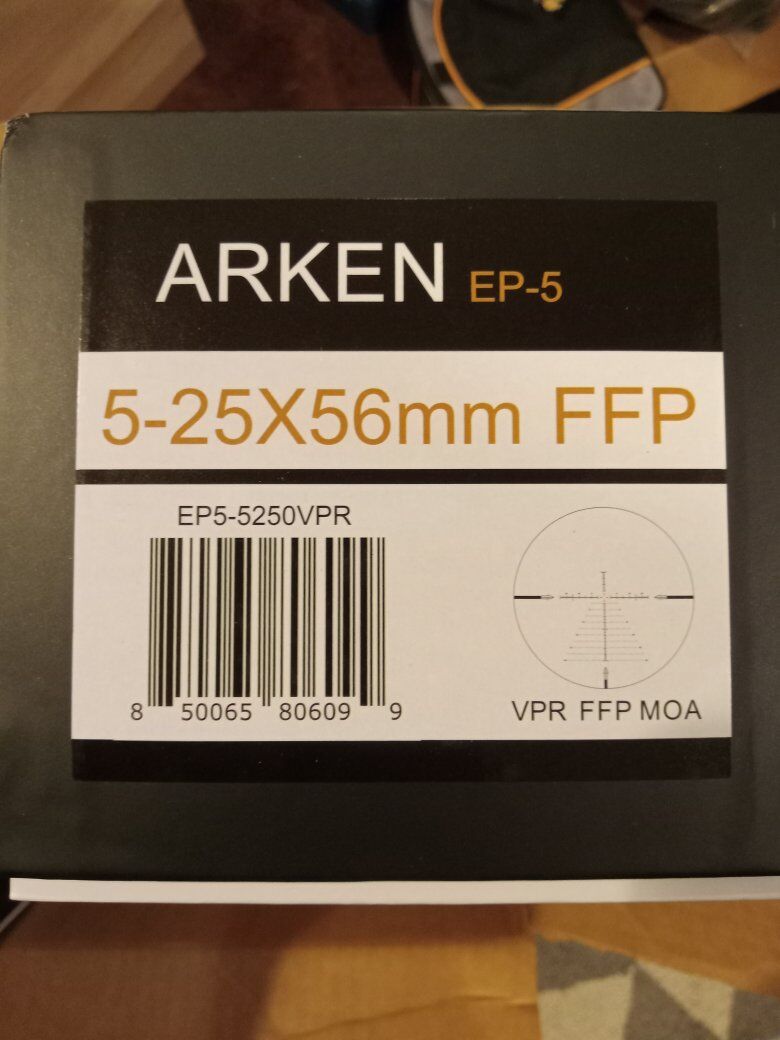 ARKEN EP-5
5-25X56mm FFP
EP5-5250VPR
8 50065 80609 9
VPR FFP MOA